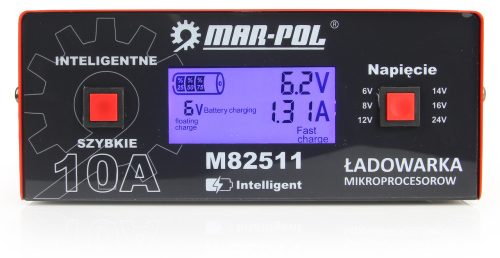 MAR-POL ®
INTELIGENTNE
SZYBKIE
10A
6.2V
6V Battery charging
1.31A
floating
charge
Fast
charge
M82511
Intelligent
Napięcie
6V 14V
8V 16V
12V 24V
ŁADOWARKA
MIKROPROCESOROW